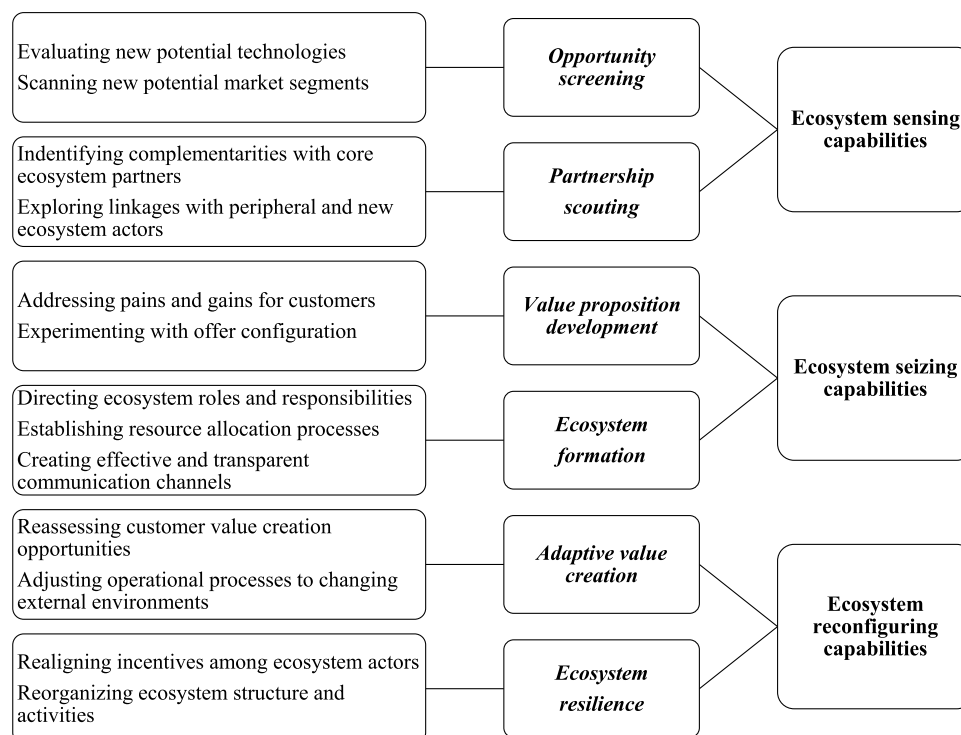 Evaluating new potential technologies
Scanning new potential market segments
Opportunity
screening
Ecosystem sensing
capabilities
Indentifying complementarities with core
ecosystem partners
Exploring linkages with peripheral and new
ecosystem actors
Partnership
scouting
Addressing pains and gains for customers
Experimenting with offer configuration
Value proposition
development
Ecosystem seizing
capabilities
Directing ecosystem roles and responsibilities
Establishing resource allocation processes
Creating effective and transparent
communication channels
Ecosystem
formation
Reassessing customer value creation
opportunities
Adjusting operational processes to changing
external environments
Adaptive value
creation
Ecosystem
reconfiguring
capabilities
Realigning incentives among ecosystem actors
Reorganizing ecosystem structure and
activities
Ecosystem
resilience